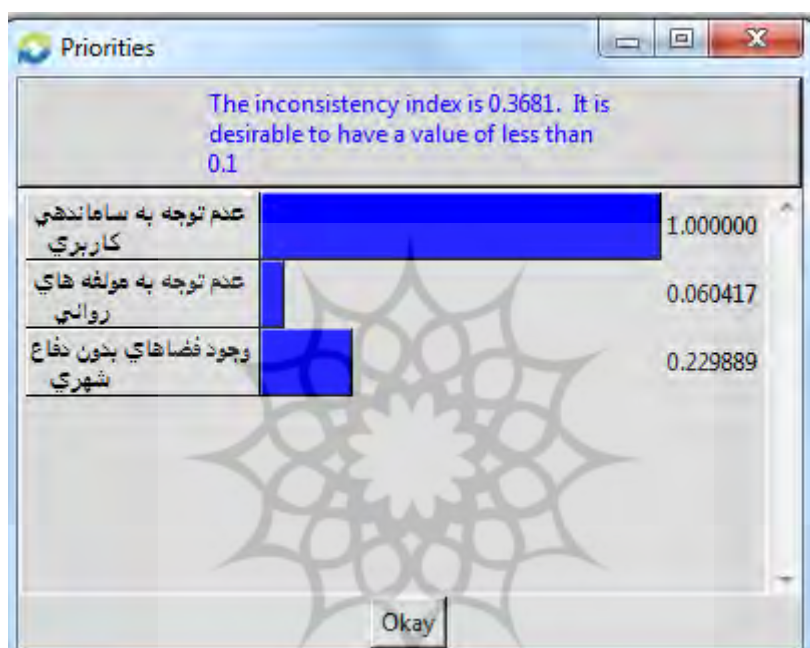 Priorities
The inconsistency index is 0.3681. It is
desirable to have a value of less than
0.1
عدم توجه به ساماندهي
كاربري
1.000000
عدم توجه به مولفه هاي
رواني
0.060417
وجود فضاهاي بدون دفاع
شهري
0.229889
Okay